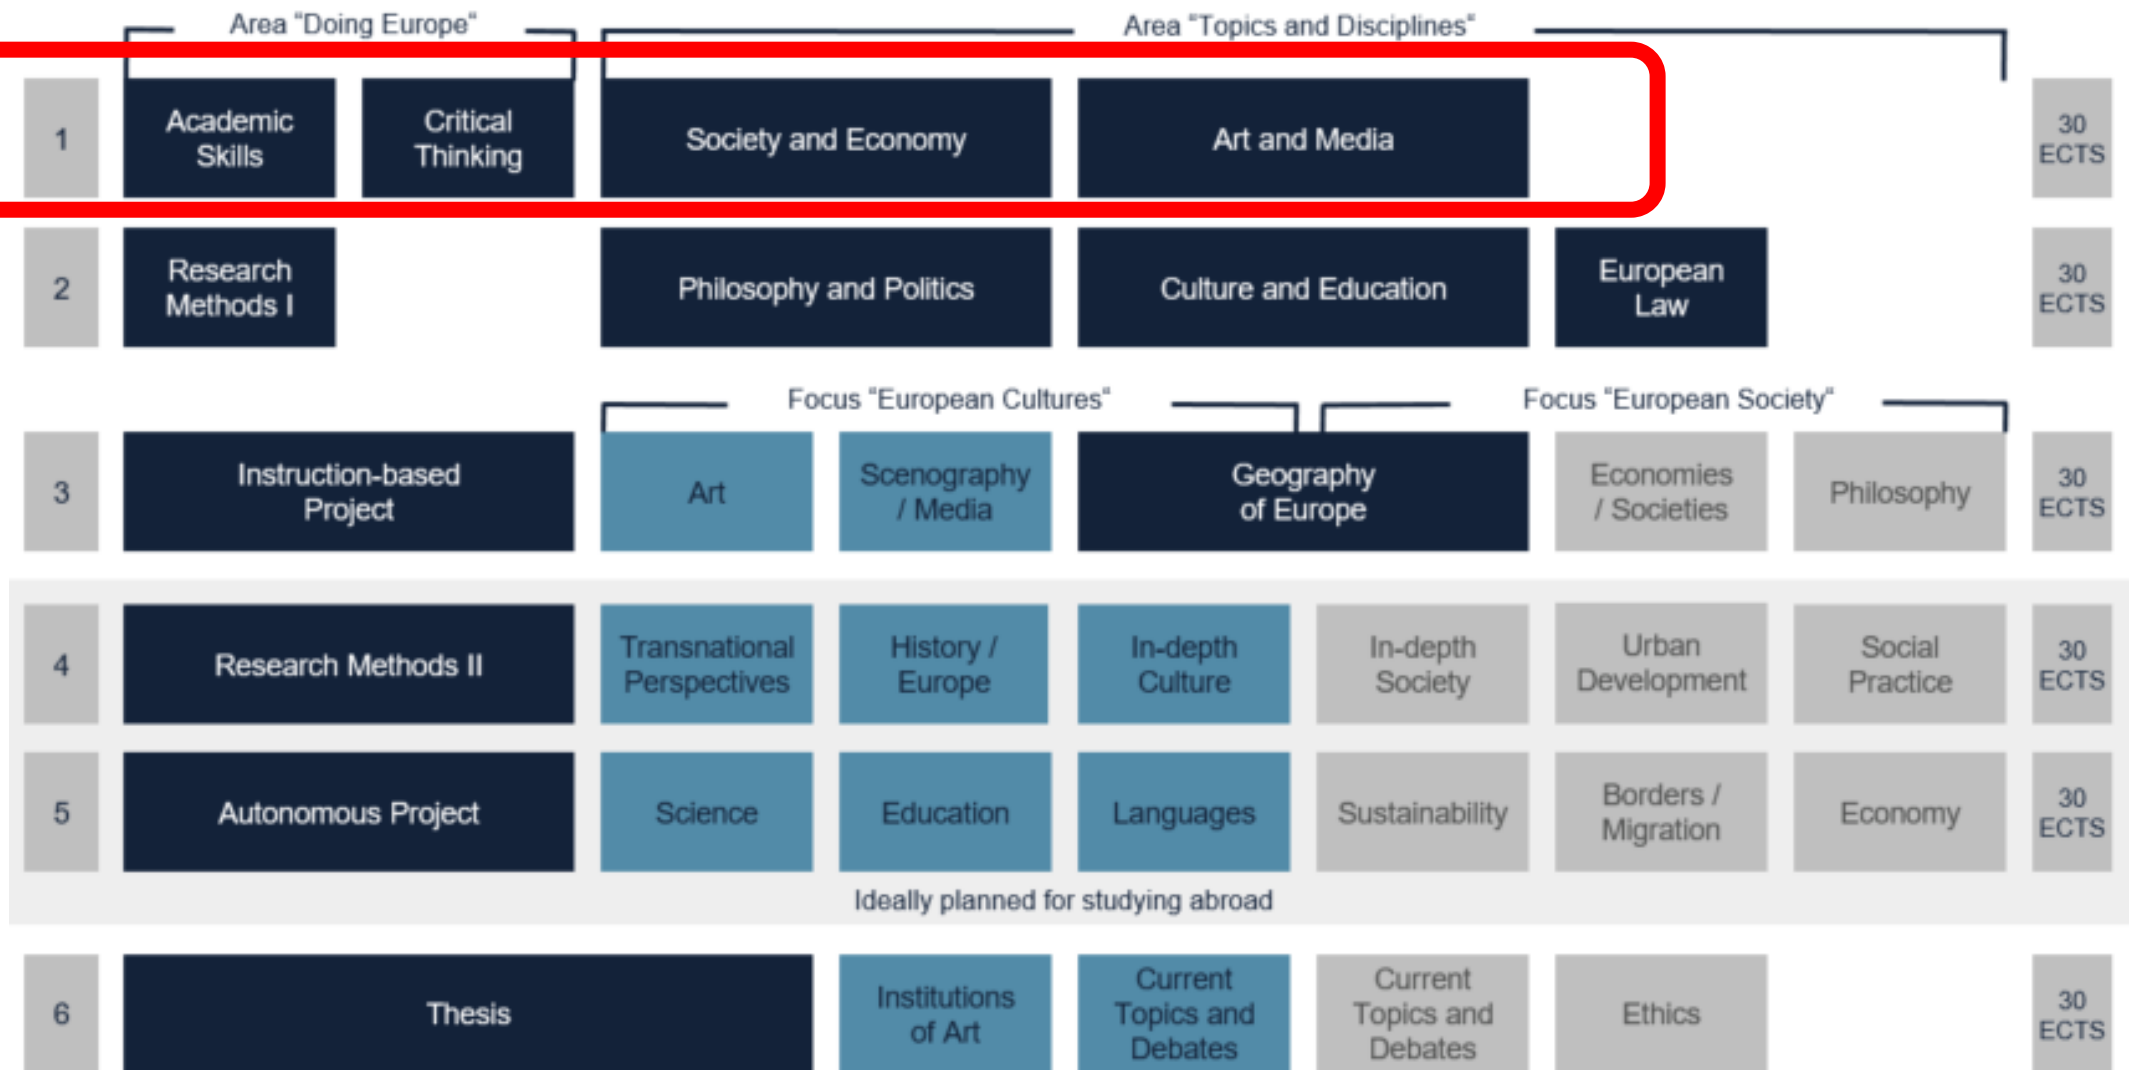 Area "Doing Europe"
Area "Topics and Disciplines"
1
Academic
Skills
Critical
Thinking
Society and Economy
Art and Media
30
ECTS
2
Research
Methods I
Philosophy and Politics
Culture and Education
European
Law
30
ECTS
Focus "European Cultures"
Focus "European Society"
3
Instruction-based
Project
Art
Scenography
/ Media
Geography
of Europe
Economies
/ Societies
Philosophy
30
ECTS
4
Research Methods II
Transnational
Perspectives
History /
Europe
In-depth
Culture
In-depth
Society
Urban
Development
Social
Practice
30
ECTS
5
Autonomous Project
Science
Education
Languages
Sustainability
Borders /
Migration
Economy
30
ECTS
Ideally planned for studying abroad
6
Thesis
Institutions
of Art
Current
Topics and
Debates
Current
Topics and
Debates
Ethics
30
ECTS